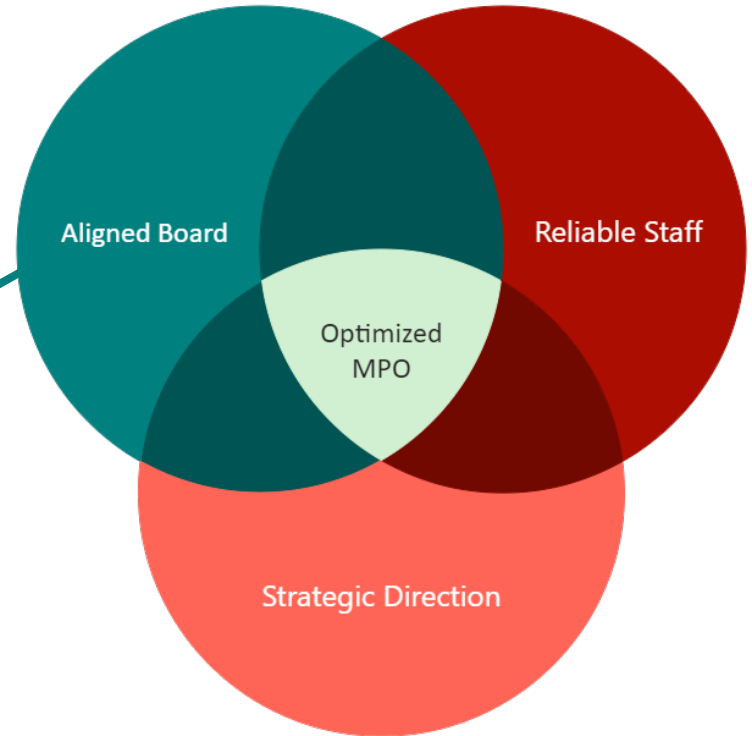 Aligned Board
Reliable Staff
Optimized
MPO
Strategic Direction